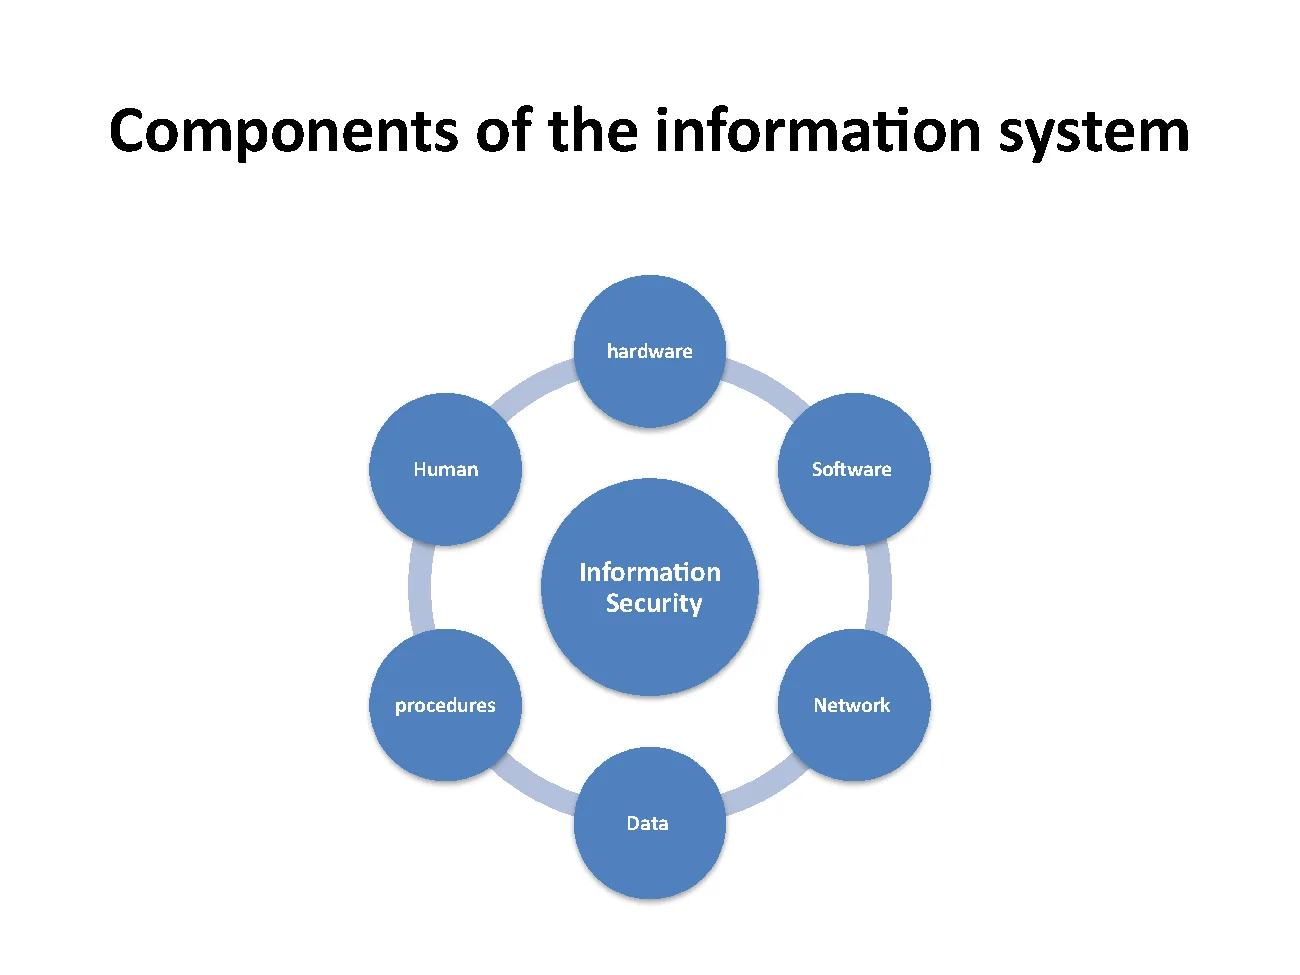 Components of the information system
hardware
Human
Software
Information
Security
procedures
Network
Data